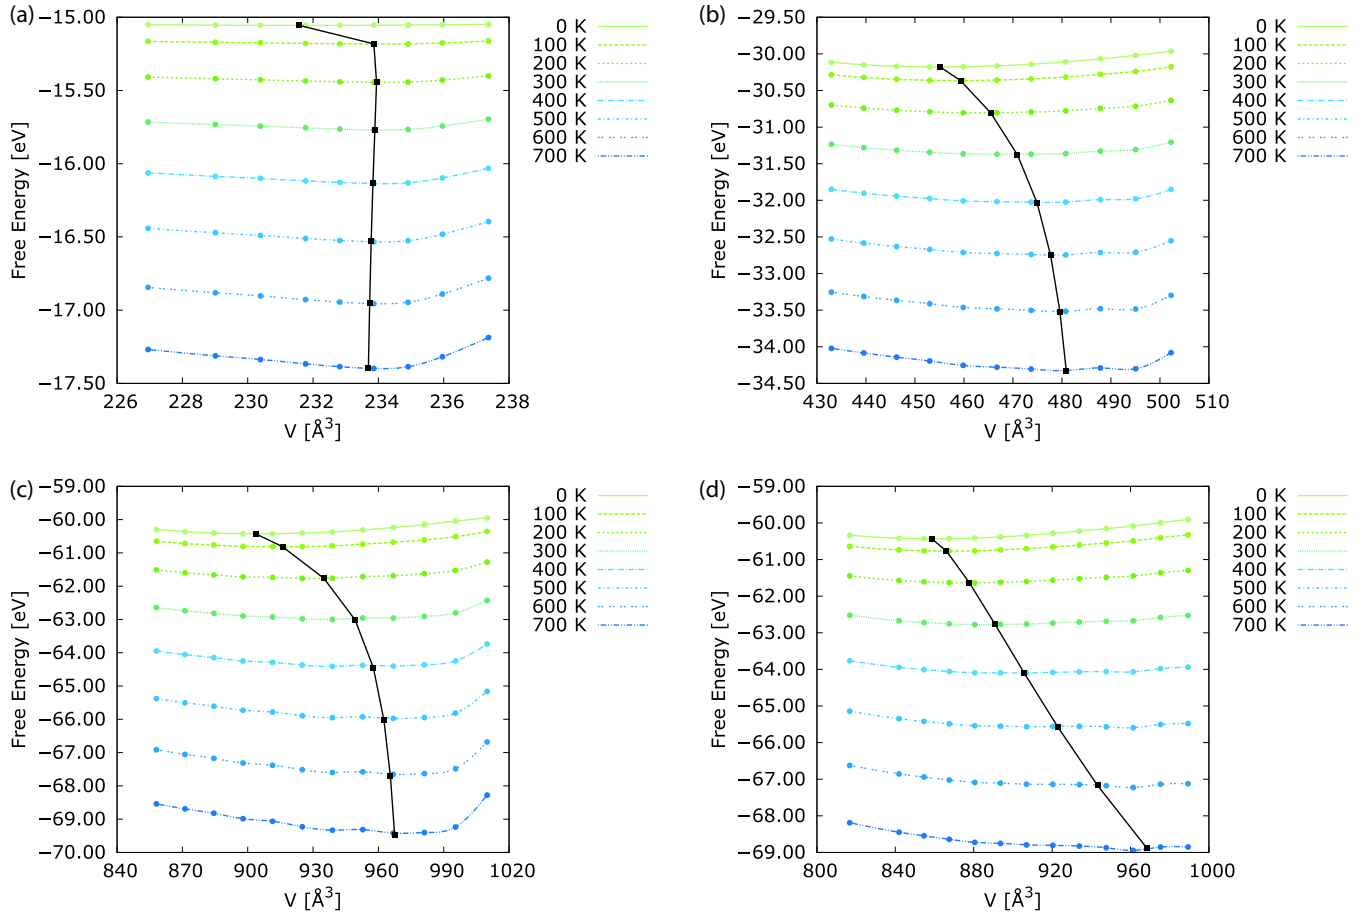 (a)
−15.00
−15.50
−16.00
−16.50
−17.00
−17.50
Free Energy [eV]
226 228 230 232 234 236 238
V [Å³]
0 K
100 K
200 K
300 K
400 K
500 K
600 K
700 K
(b)
−29.50
−30.00
−30.50
−31.00
−31.50
−32.00
−32.50
−33.00
−33.50
−34.00
−34.50
Free Energy [eV]
430 440 450 460 470 480 490 500 510
V [Å³]
0 K
100 K
200 K
300 K
400 K
500 K
600 K
700 K
(c)
−59.00
−60.00
−61.00
−62.00
−63.00
−64.00
−65.00
−66.00
−67.00
−68.00
−69.00
−70.00
Free Energy [eV]
840 870 900 930 960 990 1020
V [Å³]
0 K
100 K
200 K
300 K
400 K
500 K
600 K
700 K
(d)
−59.00
−60.00
−61.00
−62.00
−63.00
−64.00
−65.00
−66.00
−67.00
−68.00
−69.00
Free Energy [eV]
800 840 880 920 960 1000
V [Å³]
0 K
100 K
200 K
300 K
400 K
500 K
600 K
700 K